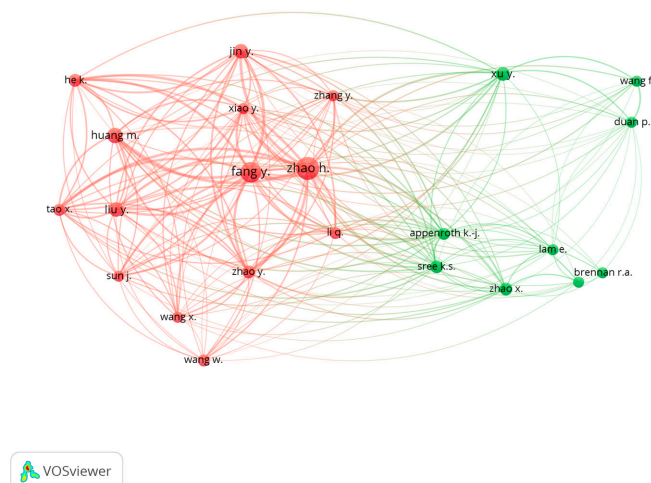 jin y.
xu y.
he k.
wang f
zhang y.
xiao y.
duan p.
huang m.
zhao h.
fang y.
tao x.
liu y.
li q.
appenroth k.-j.
lam e.
sree k.s.
zhao y.
brennan r.a.
sun j.
zhao x.
wang x.
wang w.
VOSviewer